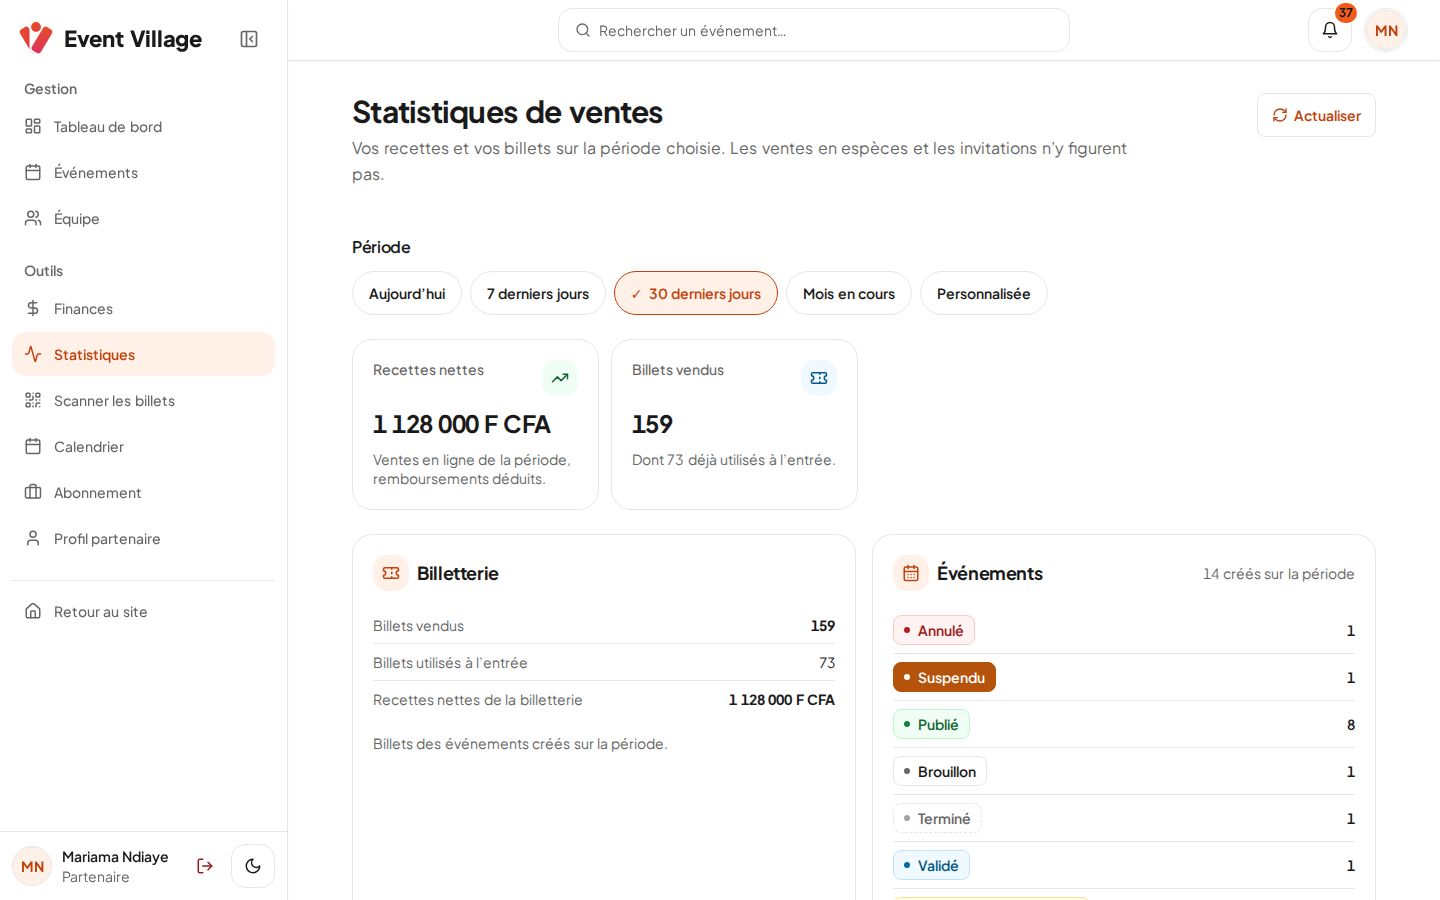 Event Village
Rechercher un événement…
37
MN
Gestion
Tableau de bord
Événements
Équipe
Outils
Finances
Statistiques
Scanner les billets
Calendrier
Abonnement
Profil partenaire
Retour au site
MN
Mariama Ndiaye
Partenaire
Statistiques de ventes
Actualiser
Vos recettes et vos billets sur la période choisie. Les ventes en espèces et les invitations n’y figurent
pas.
Période
Aujourd’hui
7 derniers jours
✓ 30 derniers jours
Mois en cours
Personnalisée
Recettes nettes
1 128 000 F CFA
Ventes en ligne de la période,
remboursements déduits.
Billets vendus
159
Dont 73 déjà utilisés à l’entrée.
Billetterie
Billets vendus 159
Billets utilisés à l’entrée 73
Recettes nettes de la billetterie 1 128 000 F CFA
Billets des événements créés sur la période.
Événements 14 créés sur la période
Annulé 1
Suspendu 1
Publié 8
Brouillon 1
Terminé 1
Validé 1